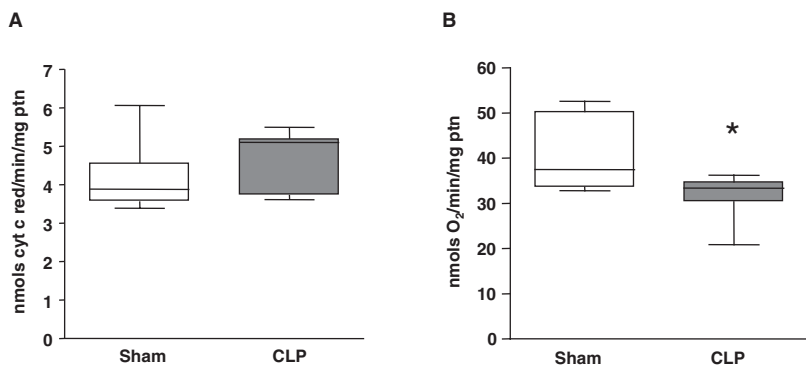 A
nmols cyt c red/min/mg ptn
7
6
5
4
3
2
1
0
Sham CLP
B
nmols O₂/min/mg ptn
60
50
40
30
20
10
0
*
Sham CLP